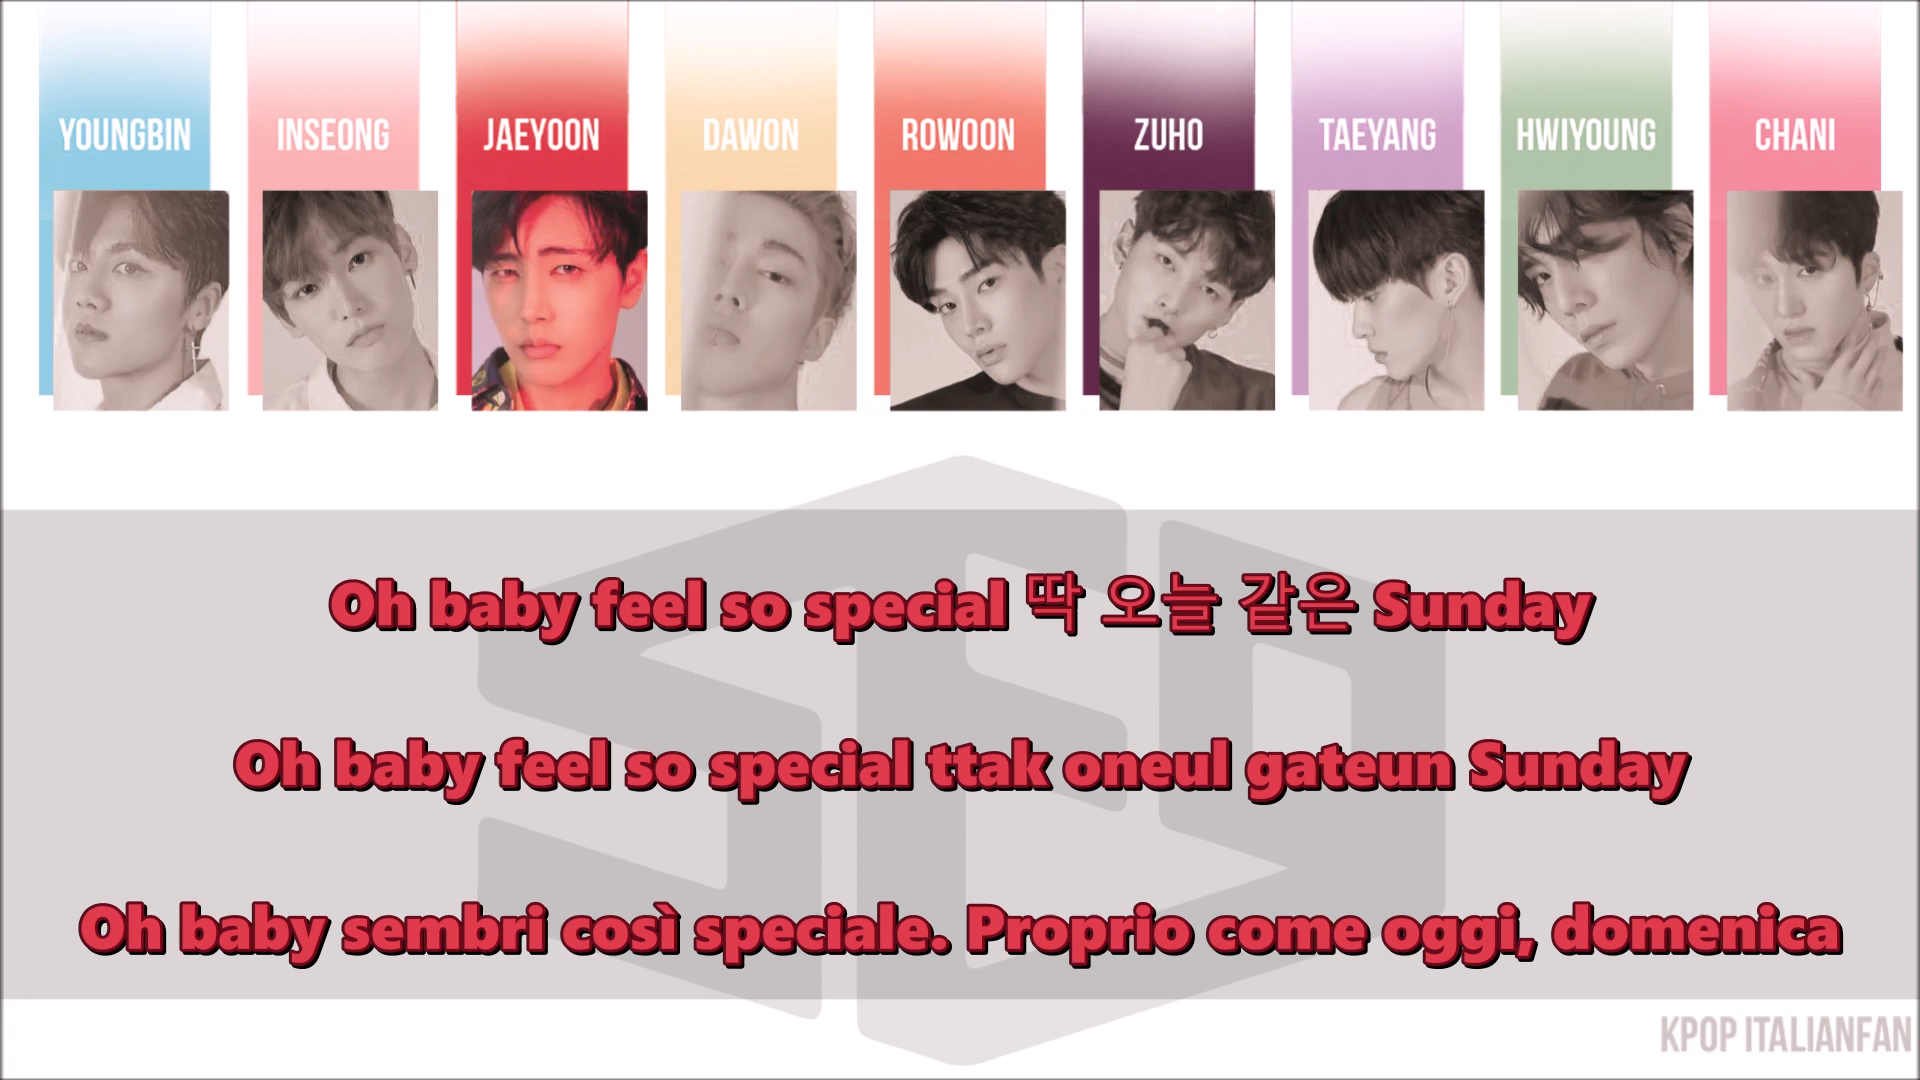 YOUNGBIN INSEONG JAEYOON DAWON ROWOON ZUHO TAEYANG HWIYOUNG CHANI
Oh baby feel so special 딱 오늘 같은 Sunday
Oh baby feel so special ttak oneul gateun Sunday
Oh baby sembri così speciale. Proprio come oggi, domenica
KPOP ITALIANFAN